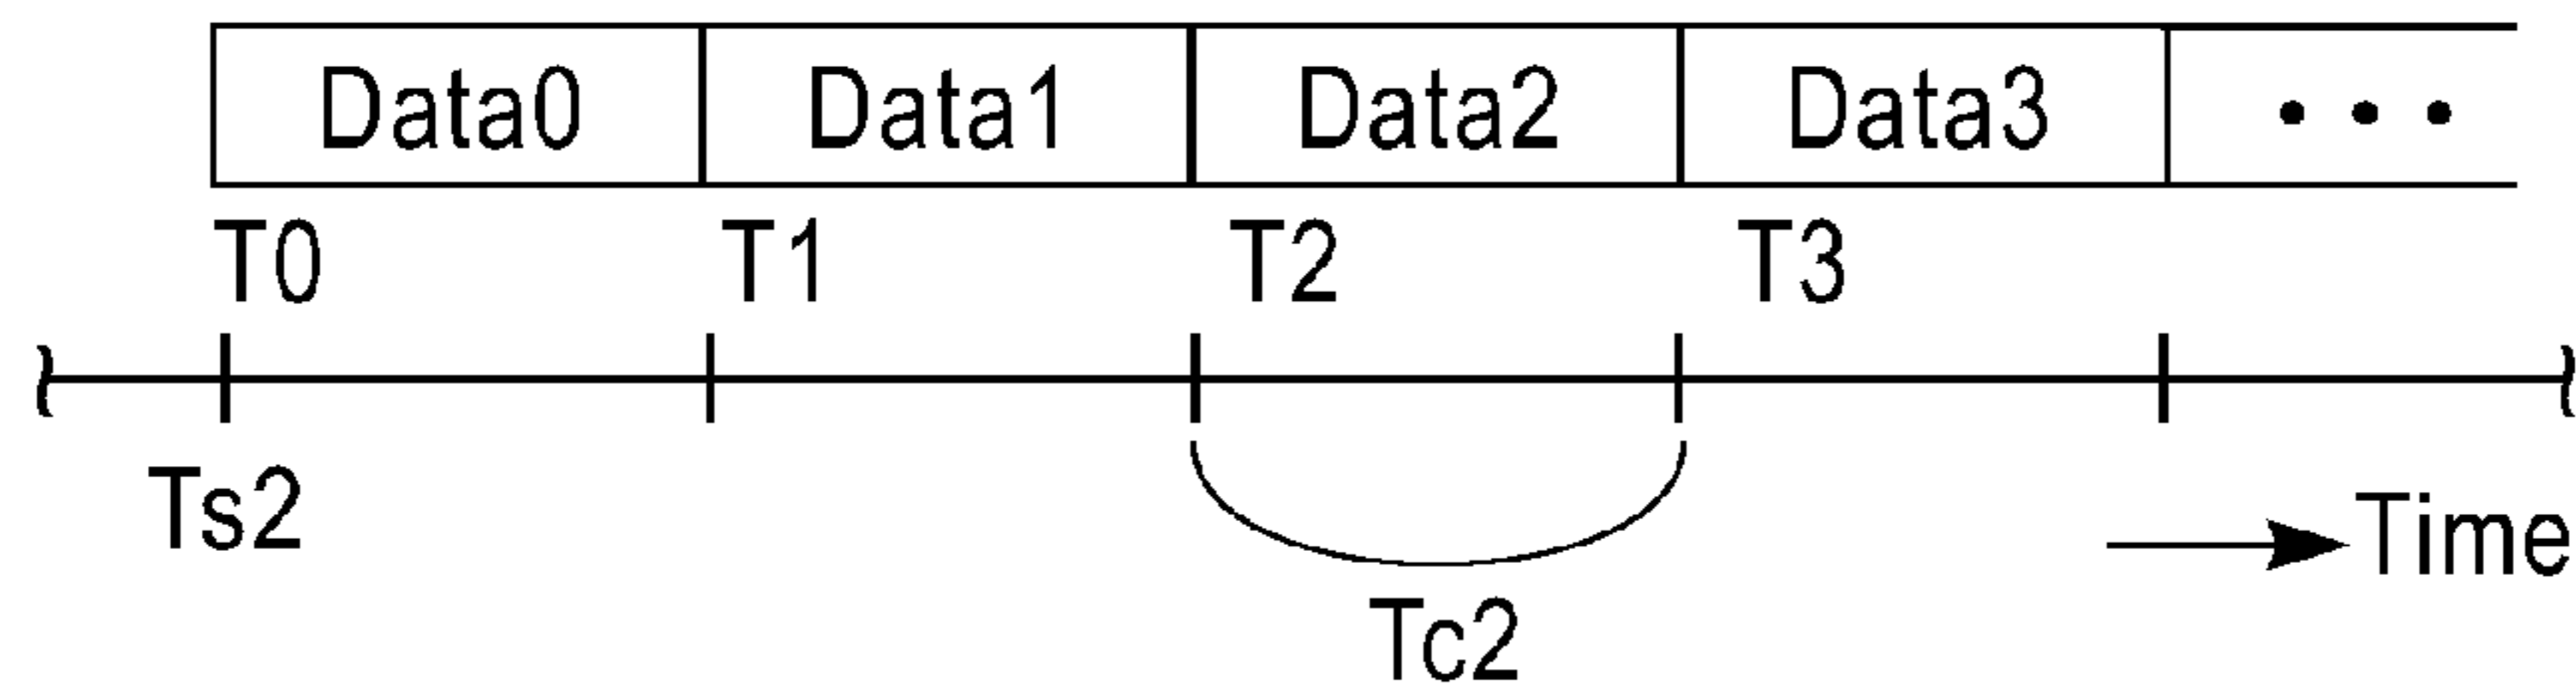 Data0 Data1 Data2 Data3 • • •
T0 T1 T2 T3
Ts2
Time
Tc2